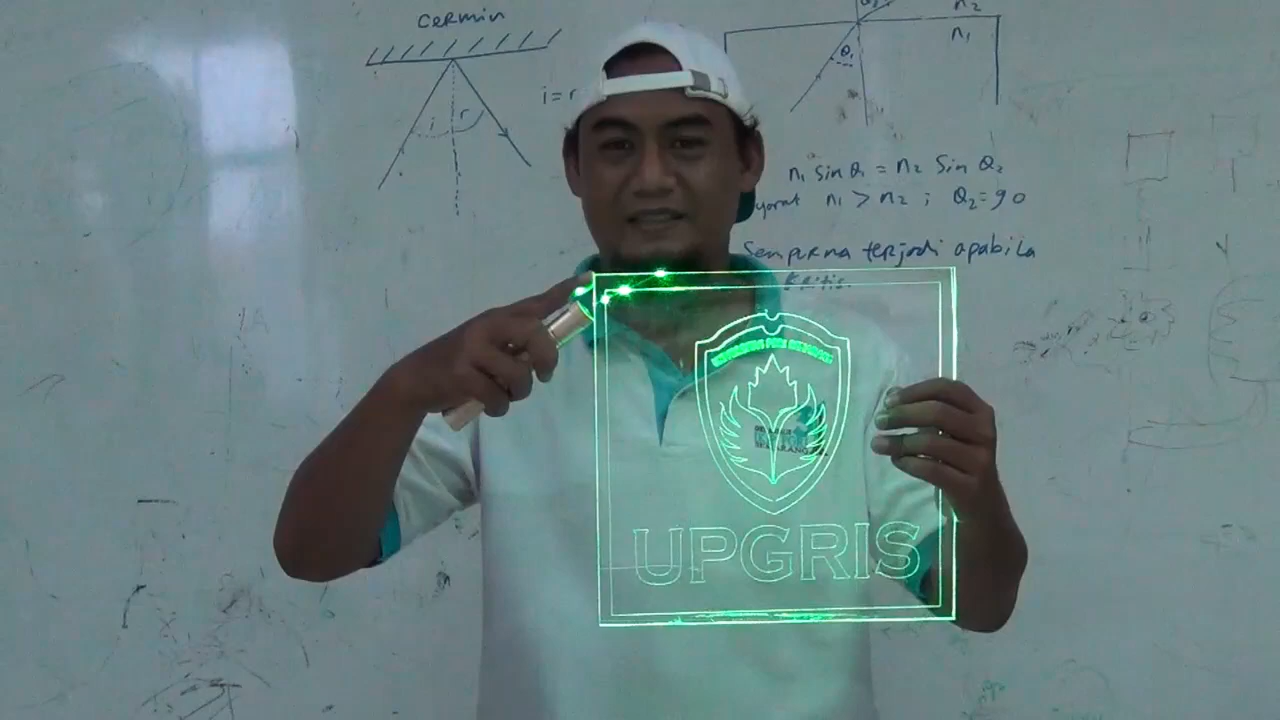 cermin
n₂
n₁
θ₁
i r
i=r
n₁ Sin θ₁ = n₂ Sin θ₂
yarat n₁ > n₂ ; θ₂=90
Sempurna terjadi apabila
kritis.
UPGRIS